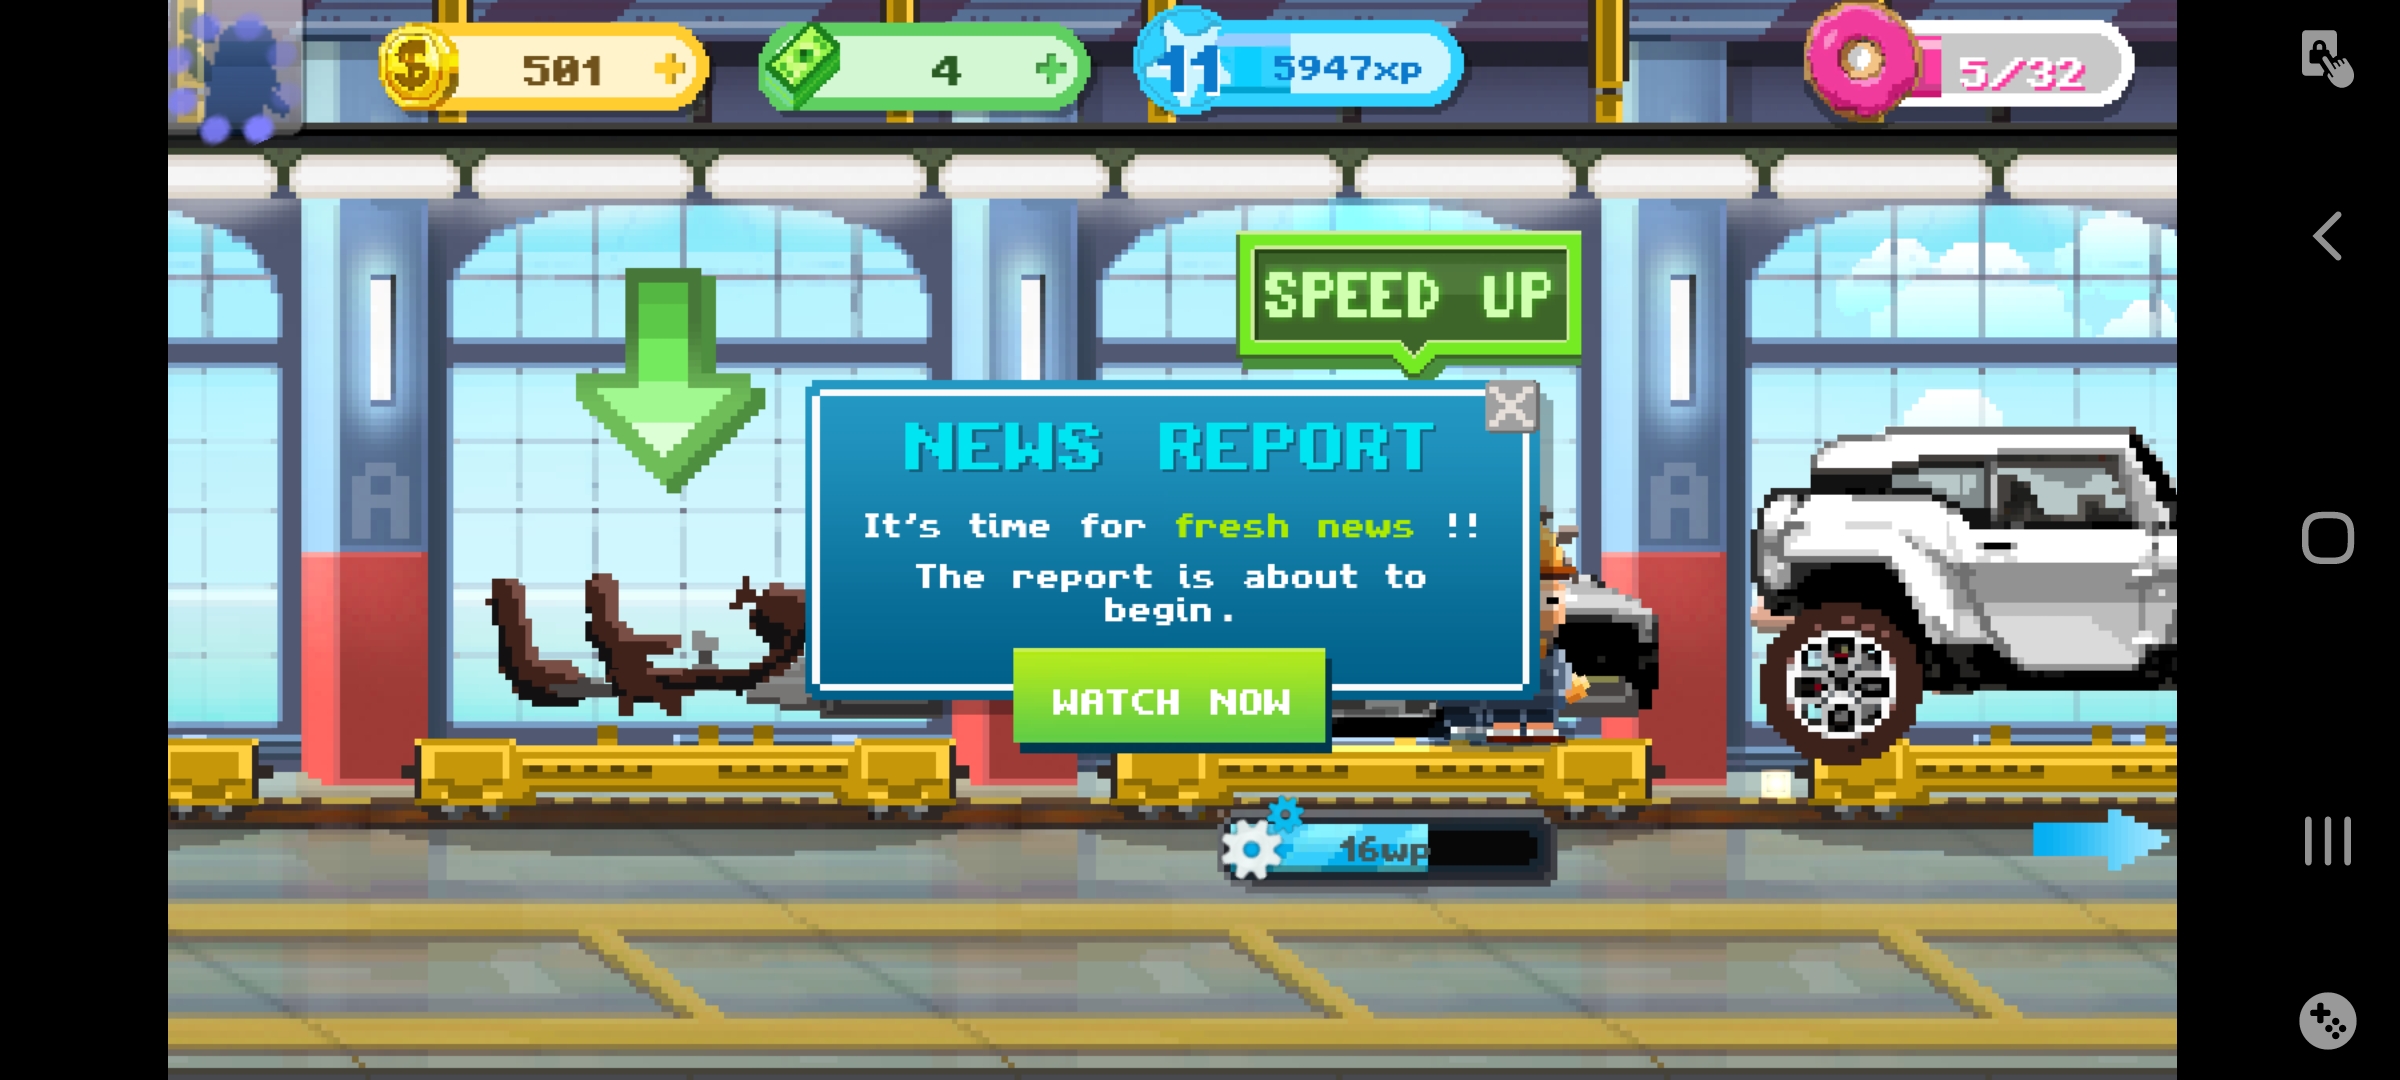 501 +
4 +
11 5947xp
5/32
SPEED UP
A
A
NEWS REPORT
It's time for fresh news !!
The report is about to
begin.
WATCH NOW
16wp